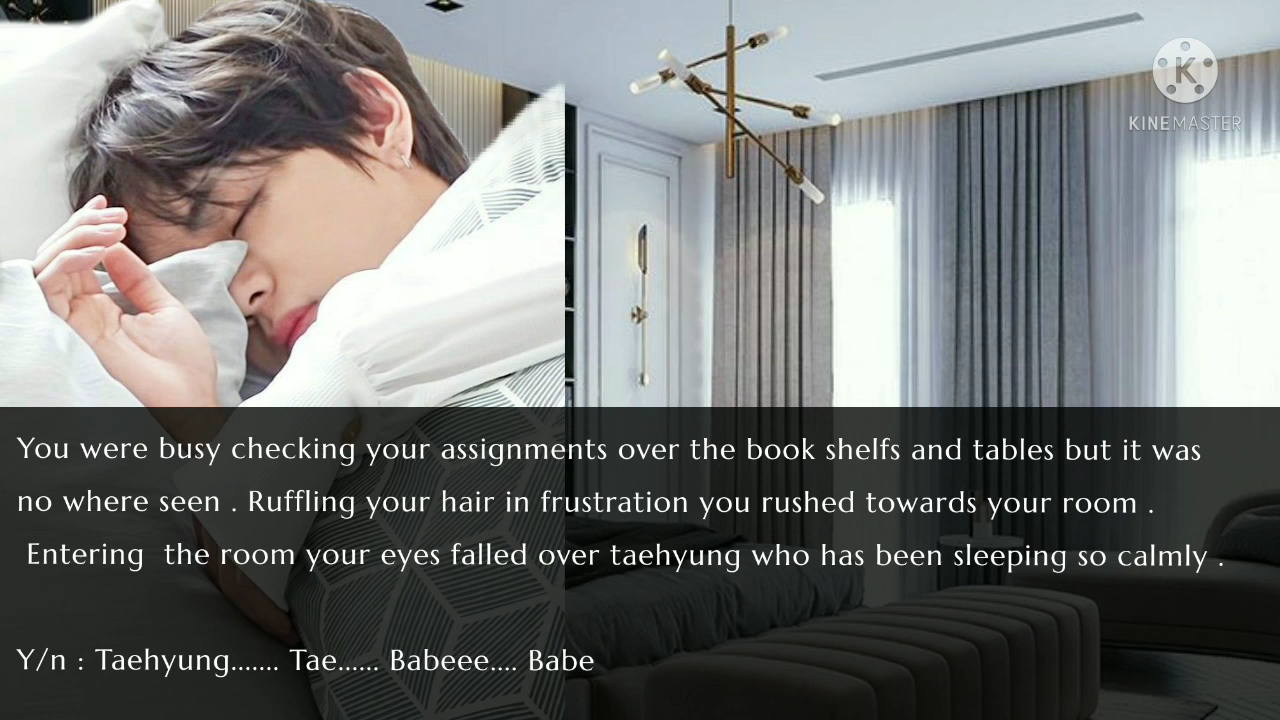 KINEMASTER
You were busy checking your assignments over the book shelfs and tables but it was
no where seen . Ruffling your hair in frustration you rushed towards your room .
Entering  the room your eyes falled over taehyung who has been sleeping so calmly .
Y/n : Taehyung....... Tae...... Babeee.... Babe